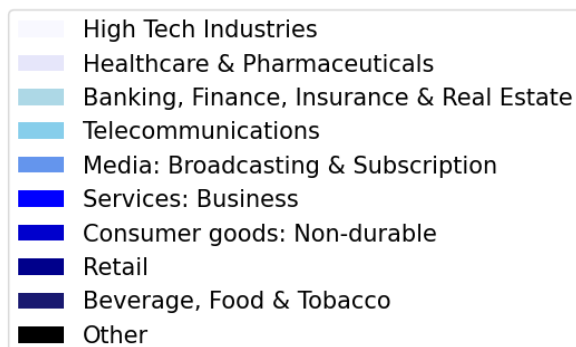 High Tech Industries
Healthcare & Pharmaceuticals
Banking, Finance, Insurance & Real Estate
Telecommunications
Media: Broadcasting & Subscription
Services: Business
Consumer goods: Non-durable
Retail
Beverage, Food & Tobacco
Other